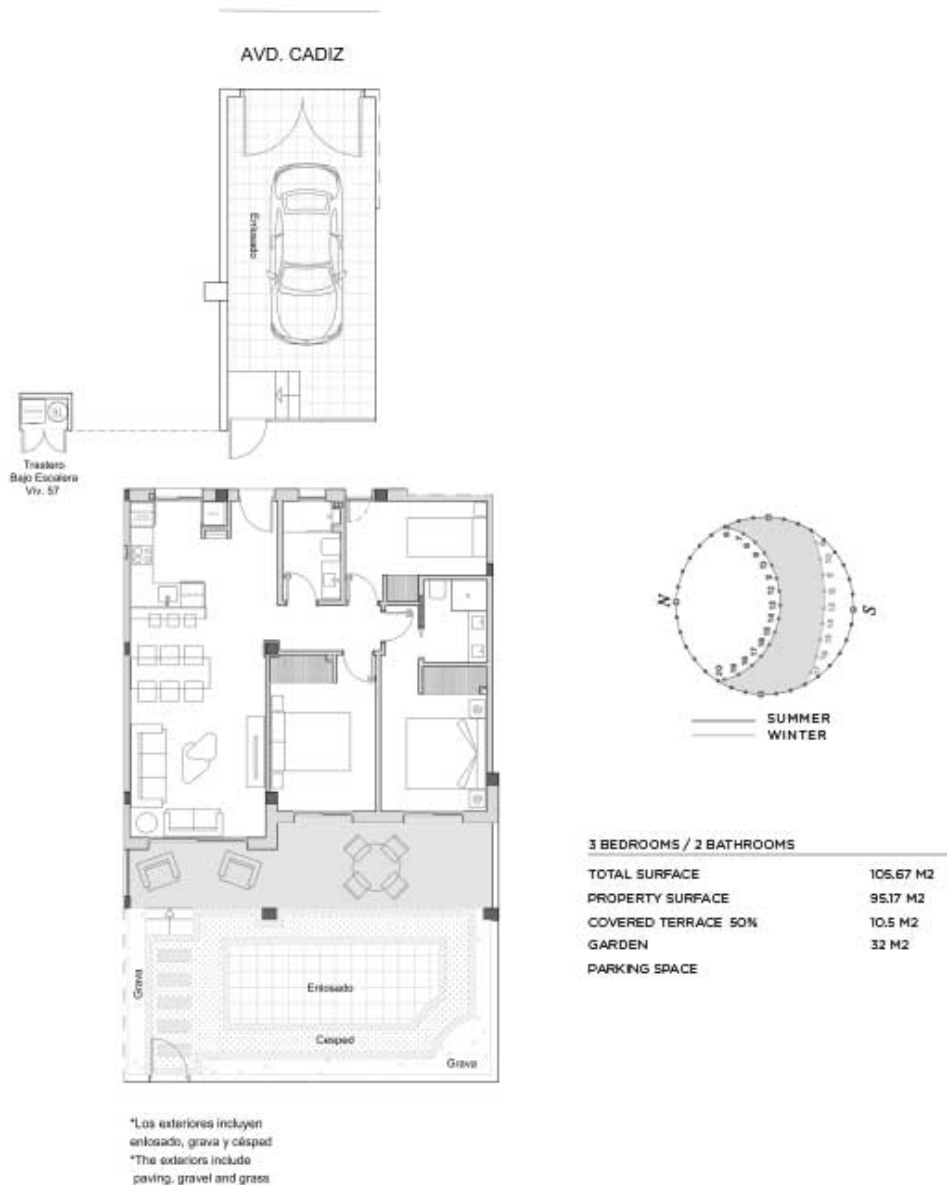 AVD. CADIZ
Enlosado
Trastero
Bajo Escalera
Viv. 57
N
S
SUMMER
WINTER
3 BEDROOMS / 2 BATHROOMS
TOTAL SURFACE 105.67 M2
PROPERTY SURFACE 95.17 M2
COVERED TERRACE 50% 10.5 M2
GARDEN 32 M2
PARKING SPACE
Grava
Enlosado
Cesped
Grava
*Los exteriores incluyen
enlosado, grava y césped
*The exteriors include
paving, gravel and grass